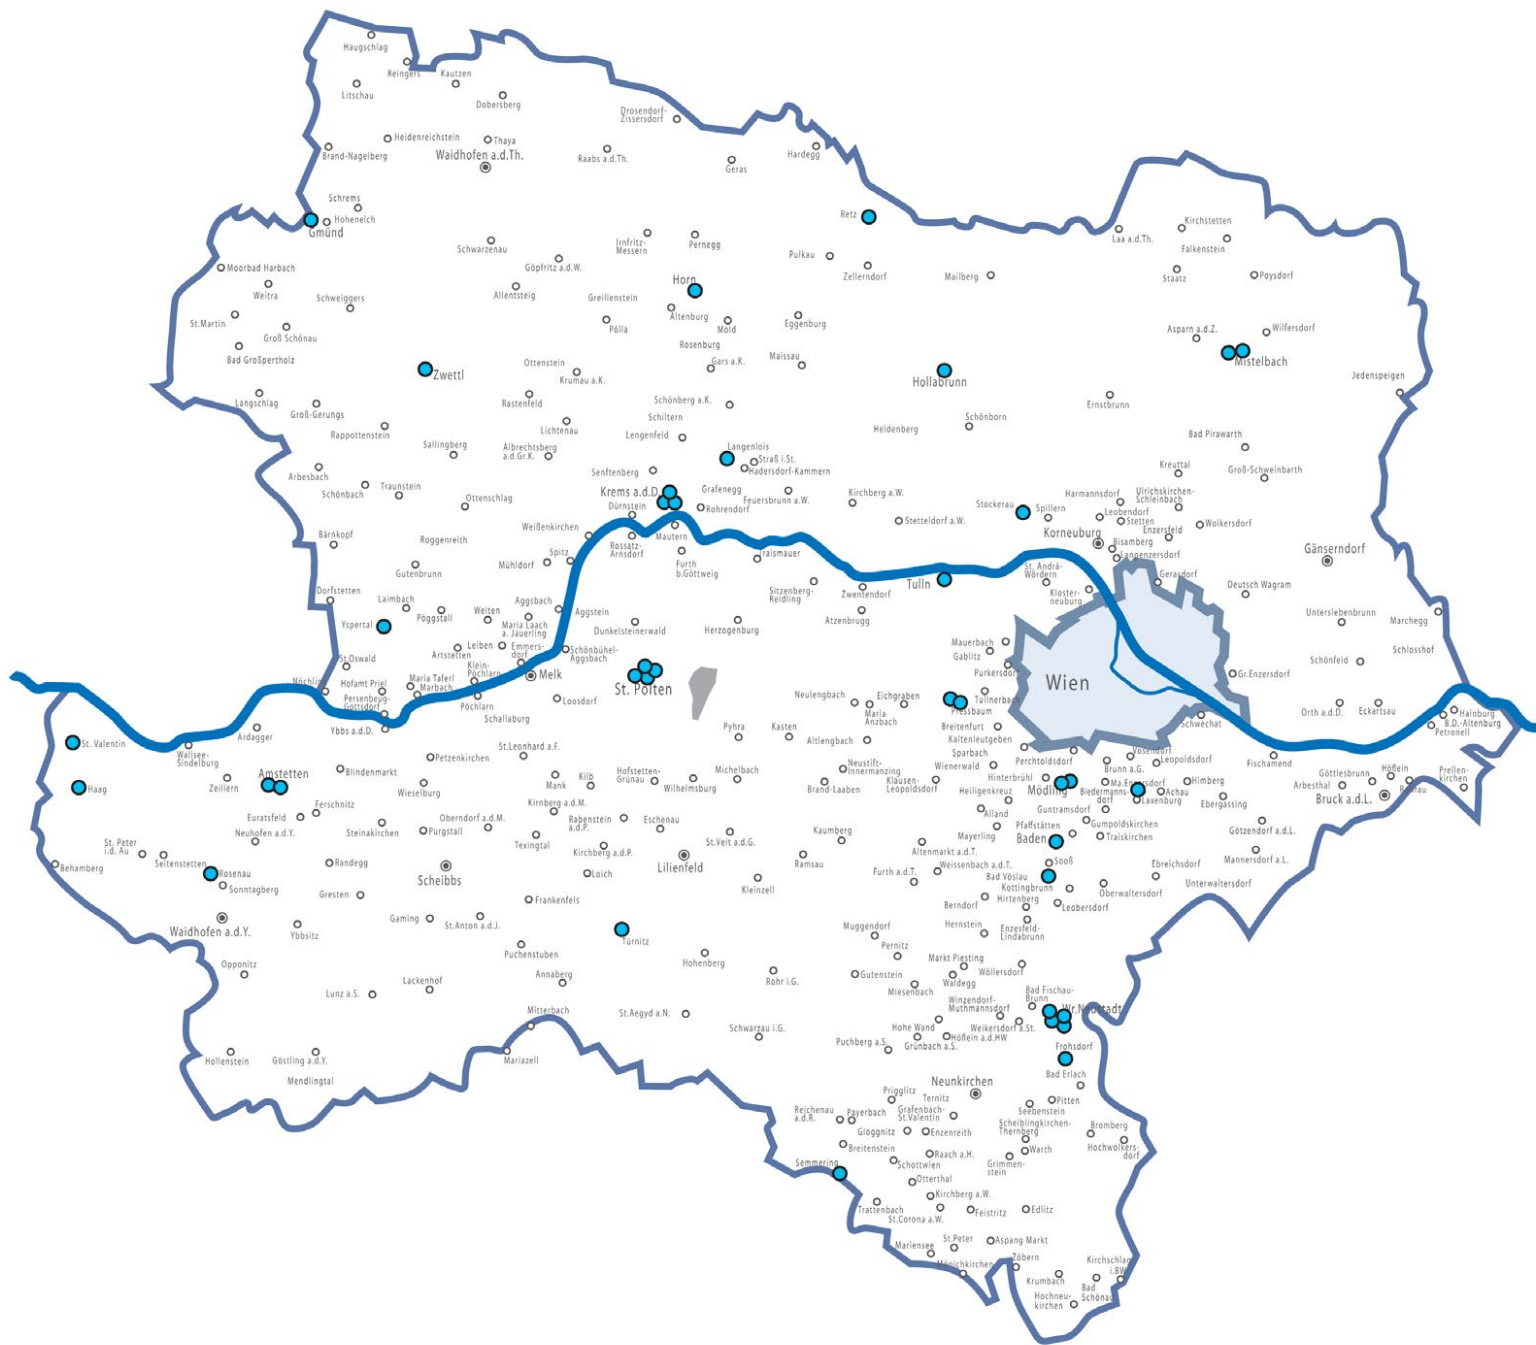 Haugschlag
Reingers
Kautzen
Litschau
Dobersberg
Drosendorf-
Zissersdorf
Heidenreichstein
Thaya
Brand-Nagelberg
Waidhofen a.d.Th.
Raabs a.d.Th.
Geras
Hardegg
Schrems
Hoheneich
Gmünd
Retz
Kirchstetten
Laa a.d.Th.
Falkenstein
Schwarzenau
Irnfritz-
Messern
Pernegg
Pulkau
Zellerndorf
Mailberg
Staatz
Poysdorf
Moorbad Harbach
Göpfritz a.d.W.
Weitra
Schweiggers
Allentsteig
Greillenstein
Horn
St.Martin
Groß Schönau
Pölla
Altenburg
Mold
Eggenburg
Asparn a.d.Z.
Wilfersdorf
Bad Großpertholz
Rosenburg
Maissau
Mistelbach
Zwettl
Ottenstein
Krumau a.K.
Gars a.K.
Hollabrunn
Jedenspeigen
Langschlag
Groß-Gerungs
Rastenfeld
Schönberg a.K.
Ernstbrunn
Rappottenstein
Lichtenau
Schiltern
Lengenfeld
Heldenberg
Schönborn
Bad Pirawarth
Sallingberg
Albrechtsberg
a.d.Gr.K.
Langenlois
Straß i.St.
Hadersdorf-Kammern
Kreuttal
Groß-Schweinbarth
Arbesbach
Schönbach
Traunstein
Ottenschlag
Senftenberg
Krems a.d.D.
Grafenegg
Feuersbrunn a.W.
Kirchberg a.W.
Harmannsdorf
Ulrichskirchen-
Schleinbach
Dürnstein
Rohrendorf
Stetteldorf a.W.
Stockerau
Spillern
Leobendorf
Stetten
Wolkersdorf
Weißenkirchen
Mautern
Korneuburg
Enzersfeld
Bisamberg
Langenzersdorf
Gänserndorf
Bärnkopf
Roggenreith
Rossatz-
Arnsdorf
Furth
b.Göttweig
Traismauer
Gutenbrunn
Mühldorf
Spitz
St. Andrä-
Wördern
Gerasdorf
Dorfstetten
Laimbach
Pöggstall
Weiten
Aggsbach
Aggstein
Sitzenberg-
Reidling
Zwentendorf
Tulln
Kloster-
neuburg
Deutsch Wagram
Yspertal
Maria Laach
a. Jauerling
Dunkelsteinerwald
Herzogenburg
Atzenbrugg
Untersiebenbrunn
Marchegg
St.Oswald
Artstetten
Leiben
Emmers-
dorf
Schönbühel-
Aggsbach
Mauerbach
Gablitz
Schlosshof
Nöchling
Hofamt Priel
Persenbeug-
Gottsdorf
Maria Taferl
Marbach
Klein-
Pöchlarn
Pöchlarn
Melk
St. Pölten
Purkersdorf
Wien
Gr.Enzersdorf
Schönfeld
Loosdorf
Schallaburg
Neulengbach
Eichgraben
Maria
Anzbach
Tullnerbach
Pressbaum
Orth a.d.D.
Eckartsau
Hainburg
B.D.-Altenburg
Petronell
St. Valentin
Wallsee-
Sindelburg
Ardagger
Ybbs a.d.D.
Pyhra
Kasten
Altlengbach
Breitenfurt
Kaltenleutgeben
Schwechat
Haag
Amstetten
Zeillern
Blindenmarkt
Petzenkirchen
St.Leonhard a.F.
Mank
Kilb
Hofstetten-
Grünau
Wilhelmsburg
Michelbach
Neustift-
Innermanzing
Brand-Laaben
Klausen-
Leopoldsdorf
Sparbach
Wienerwald
Perchtoldsdorf
Hinterbrühl
Vösendorf
Brunn a.G.
Leopoldsdorf
Fischamend
Wieselburg
Heiligenkreuz
Mödling
Ma.Enzersdorf
Biedermanns-
dorf
Laxenburg
Achau
Himberg
Ebergassing
Göttlesbrunn
Arbesthal
Höflein
Rohrau
Bruck a.d.L.
Prellen-
kirchen
Euratsfeld
Ferschnitz
Steinakirchen
Purgstall
Oberndorf a.d.M.
Kirnberg a.d.M.
Rabenstein
a.d.P.
Eschenau
Alland
Mayerling
Guntramsdorf
Pfaffstätten
Gumpoldskirchen
Traiskirchen
Neuhofen a.d.Y.
Texingtal
Kirchberg a.d.P.
St.Veit a.d.G.
Kaumberg
Altenmarkt a.d.T.
Baden
Götzendorf a.d.L.
Mannersdorf a.L.
St. Peter
i.d. Au
Seitenstetten
Behamberg
Rosenau
Sonntagberg
Randegg
Gresten
Scheibbs
Loich
Lilienfeld
Kleinzell
Ramsau
Weissenbach a.d.T.
Furth a.d.T.
Sooß
Bad Vöslau
Kottingbrunn
Ebreichsdorf
Oberwaltersdorf
Unterwaltersdorf
Waidhofen a.d.Y.
Ybbsitz
Gaming
St.Anton a.d.J.
Frankenfels
Türnitz
Berndorf
Hirtenberg
Leobersdorf
Hernstein
Enzesfeld-
Lindabrunn
Opponitz
Puchenstuben
Hohenberg
Muggendorf
Pernitz
Lunz a.S.
Lackenhof
Annaberg
Rohr i.G.
Gutenstein
Markt Piesting
Waldegg
Wöllersdorf
Miesenbach
Bad Fischau-
Brunn
Mitterbach
St.Aegyd a.N.
Schwarzau i.G.
Winzendorf-
Muthmannsdorf
Weikersdorf a.St.
Wr.Neustadt
Hohe Wand
Puchberg a.S.
Grünbach a.S.
Höflein a.d.HW
Hollenstein
Göstling a.d.Y.
Mendlingtal
Mariazell
Frohsdorf
Bad Erlach
Neunkirchen
Prigglitz
Ternitz
Pitten
Seebenstein
Reichenau
a.d.R.
Payerbach
Grafenbach-
St.Valentin
Scheiblingkirchen-
Thernberg
Bromberg
Gloggnitz
Enzenreith
Hochwolkers-
dorf
Breitenstein
Raach a.H.
Warth
Semmering
Schottwien
Grimmen-
stein
Otterthal
Kirchberg a.W.
Trattenbach
St.Corona a.W.
Feistritz
Edlitz
Mariensee
St.Peter
Aspang Markt
Mönichkirchen
Zöbern
Kirchschlag
i.BW
Krumbach
Bad
Schönau
Hochneu-
kirchen